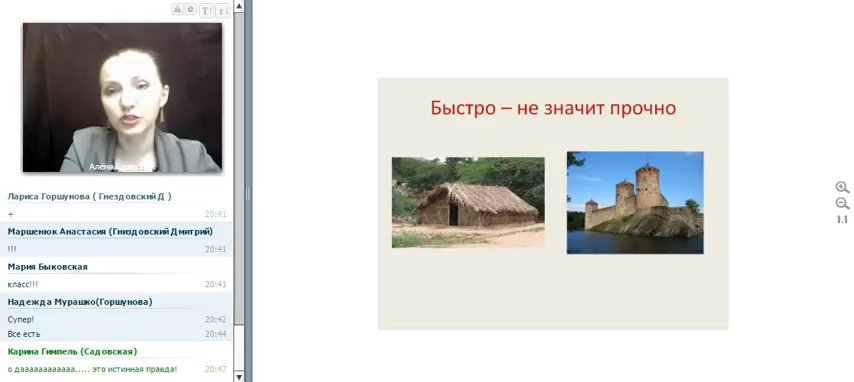 Алёна
Лариса Горшунова ( Гнездовский Д )
+ 20:41
Маршенюк Анастасия (Гниздовский Дмитрий)
!!! 20:41
Мария Быковская
класс!!! 20:41
Надежда Мурашко(Горшунова)
Супер! 20:42
Все есть 20:44
Карина Гимпель (Садовская)
о даааааааааааа..... это истинная правда! 20:47
Быстро – не значит прочно
1.1